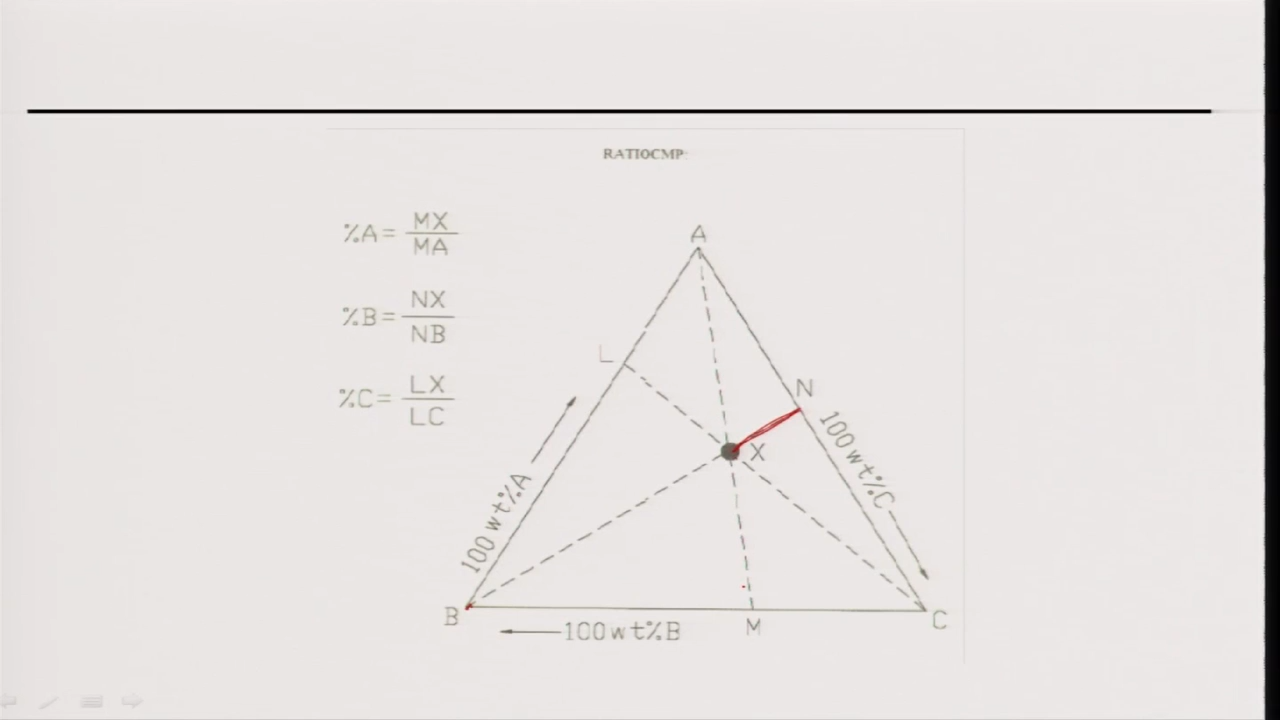 RATIOCMP:
%A= MX
MA
%B= NX
NB
%C= LX
LC
A
L
N
X
100 wt%A
100 wt%C
B
M
C
100 wt%B